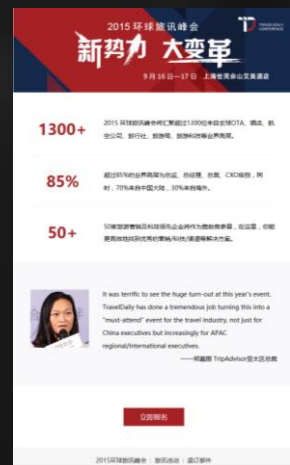 2015 环球旅讯峰会
TRAVELDAILY
CONFERENCE
新势力 大变革
9月16日—17日 上海世茂佘山艾美酒店
1300+
2015 环球旅讯峰会将汇聚超过1300位来自全球OTA、酒店、航
空公司、旅行社、旅游局、旅游科技等业界高层。
85%
超过85%的业界高层为总监、总经理、总裁、CXO级别，同
时，70%来自中国大陆，30%来自海外。
50+
50家旅游营销及科技领先企业将作为赞助商参展，在这里，你能
更高效地找到优秀的营销/科技/渠道等解决方案。
It was terrific to see the huge turn-out at this year's event.
TravelDaily has done a tremendous job turning this into a
"must-attend" event for the travel industry, not just for
China executives but increasingly for APAC
regional/International executives.
——郑嘉丽 TripAdvisor亚太区总裁
立即报名
2015环球旅讯峰会 | 旅讯活动 | 退订邮件